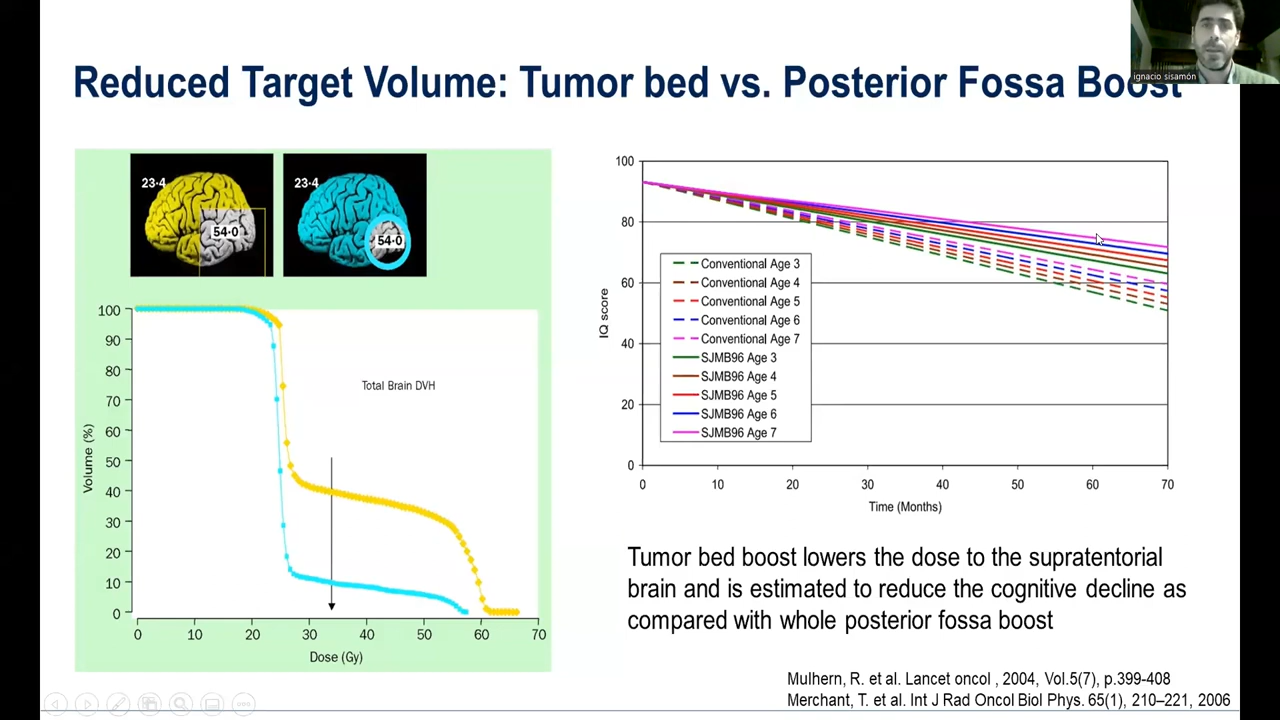 ignacio sisamón
Reduced Target Volume: Tumor bed vs. Posterior Fossa Boost
23·4
54·0
23·4
54·0
100
90
80
70
60
50
40
30
20
10
0
Volume (%)
Total Brain DVH
0 10 20 30 40 50 60 70
Dose (Gy)
100
80
60
40
20
0
IQ score
Conventional Age 3
Conventional Age 4
Conventional Age 5
Conventional Age 6
Conventional Age 7
SJMB96 Age 3
SJMB96 Age 4
SJMB96 Age 5
SJMB96 Age 6
SJMB96 Age 7
0 10 20 30 40 50 60 70
Time (Months)
Tumor bed boost lowers the dose to the supratentorial
brain and is estimated to reduce the cognitive decline as
compared with whole posterior fossa boost
Mulhern, R. et al. Lancet oncol , 2004, Vol.5(7), p.399-408
Merchant, T. et al. Int J Rad Oncol Biol Phys. 65(1), 210–221, 2006